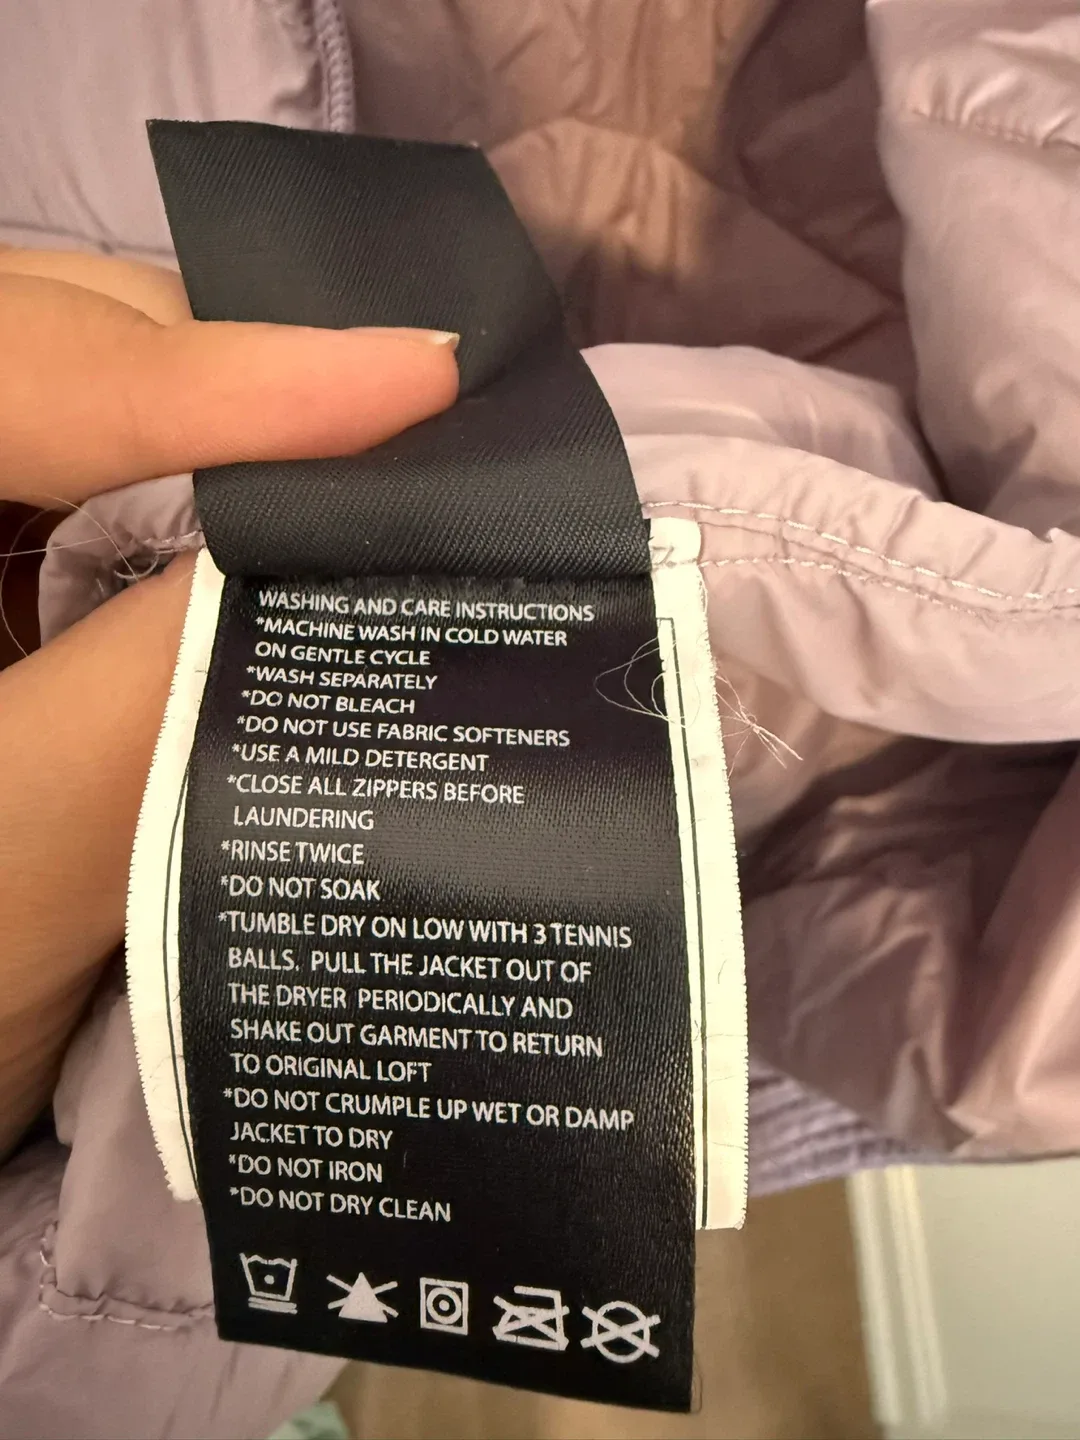 WASHING AND CARE INSTRUCTIONS
*MACHINE WASH IN COLD WATER
ON GENTLE CYCLE
*WASH SEPARATELY
*DO NOT BLEACH
*DO NOT USE FABRIC SOFTENERS
*USE A MILD DETERGENT
*CLOSE ALL ZIPPERS BEFORE
LAUNDERING
*RINSE TWICE
*DO NOT SOAK
*TUMBLE DRY ON LOW WITH 3 TENNIS
BALLS. PULL THE JACKET OUT OF
THE DRYER PERIODICALLY AND
SHAKE OUT GARMENT TO RETURN
TO ORIGINAL LOFT
*DO NOT CRUMPLE UP WET OR DAMP
JACKET TO DRY
*DO NOT IRON
*DO NOT DRY CLEAN